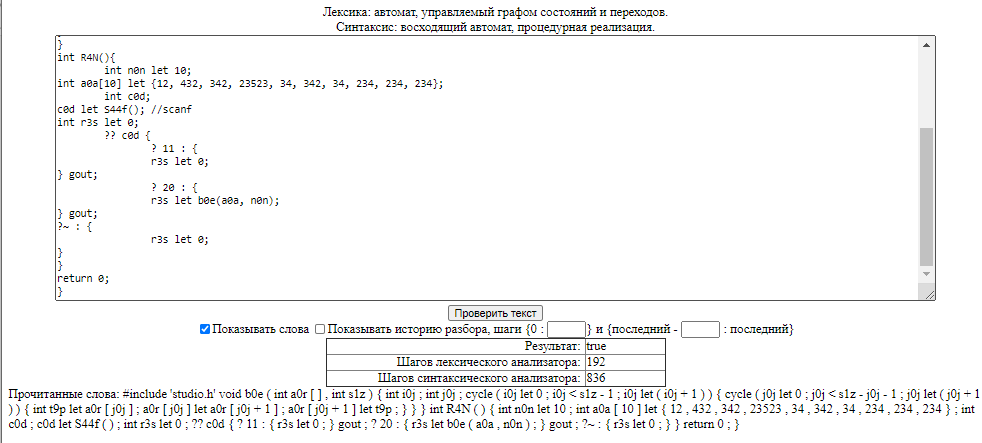 Лексика: автомат, управляемый графом состояний и переходов.
Синтаксис: восходящий автомат, процедурная реализация.
}
int R4N(){
int n0n let 10;
int a0a[10] let {12, 432, 342, 23523, 34, 342, 34, 234, 234, 234};
int c0d;
c0d let S44f(); //scanf
int r3s let 0;
?? c0d {
? 11 : {
r3s let 0;
} gout;
? 20 : {
r3s let b0e(a0a, n0n);
} gout;
?~ : {
r3s let 0;
}
}
return 0;
}
Проверить текст
Показывать слова Показывать историю разбора, шаги {0 : } и {последний - : последний}
Результат: true
Шагов лексического анализатора: 192
Шагов синтаксического анализатора: 836
Прочитанные слова: #include 'studio.h' void b0e ( int a0r [ ] , int s1z ) { int i0j ; int j0j ; cycle ( i0j let 0 ; i0j < s1z - 1 ; i0j let ( i0j + 1 ) ) { cycle ( j0j let 0 ; j0j < s1z - j0j - 1 ; j0j let ( j0j + 1
) ) { int t9p let a0r [ j0j ] ; a0r [ j0j ] let a0r [ j0j + 1 ] ; a0r [ j0j + 1 ] let t9p ; } } } int R4N ( ) { int n0n let 10 ; int a0a [ 10 ] let { 12 , 432 , 342 , 23523 , 34 , 342 , 34 , 234 , 234 , 234 } ; int
c0d ; c0d let S44f ( ) ; int r3s let 0 ; ?? c0d { ? 11 : { r3s let 0 ; } gout ; ? 20 : { r3s let b0e ( a0a , n0n ) ; } gout ; ?~ : { r3s let 0 ; } } return 0 ; }